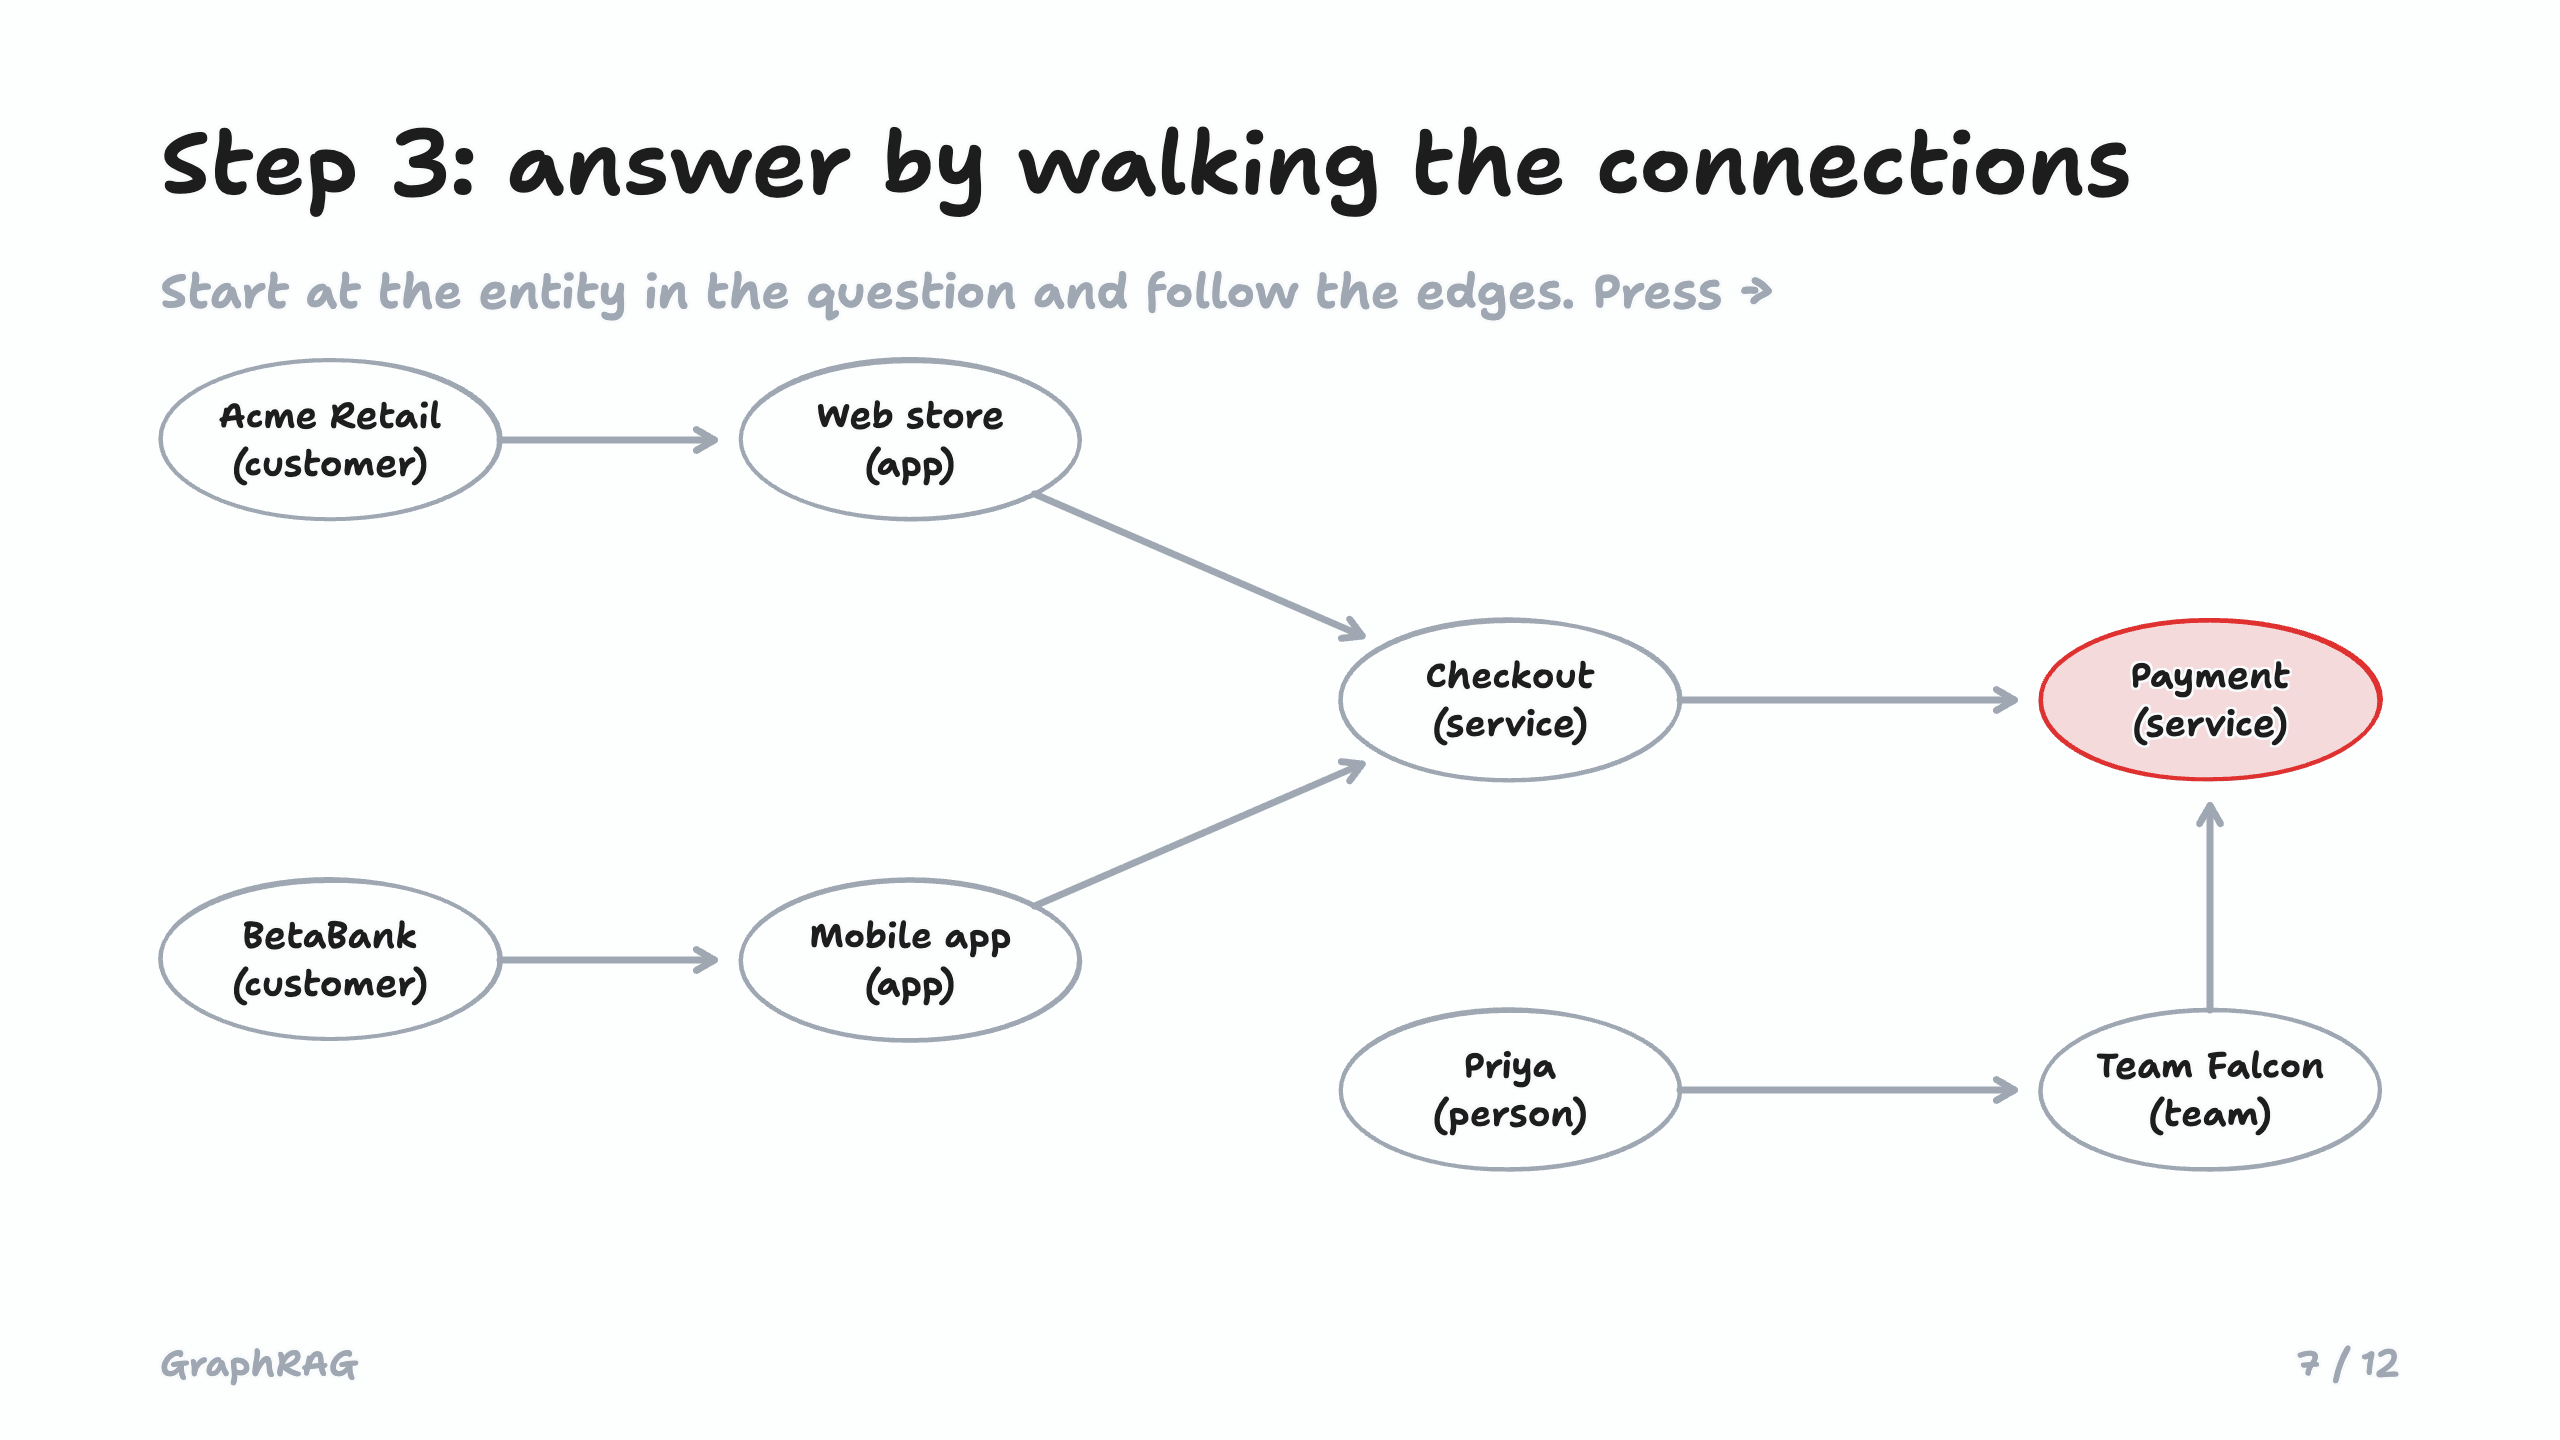 Step 3: answer by walking the connections
Start at the entity in the question and follow the edges. Press →
Acme Retail
(customer)
Web store
(app)
Checkout
(service)
Payment
(service)
BetaBank
(customer)
Mobile app
(app)
Priya
(person)
Team Falcon
(team)
GraphRAG
7 / 12